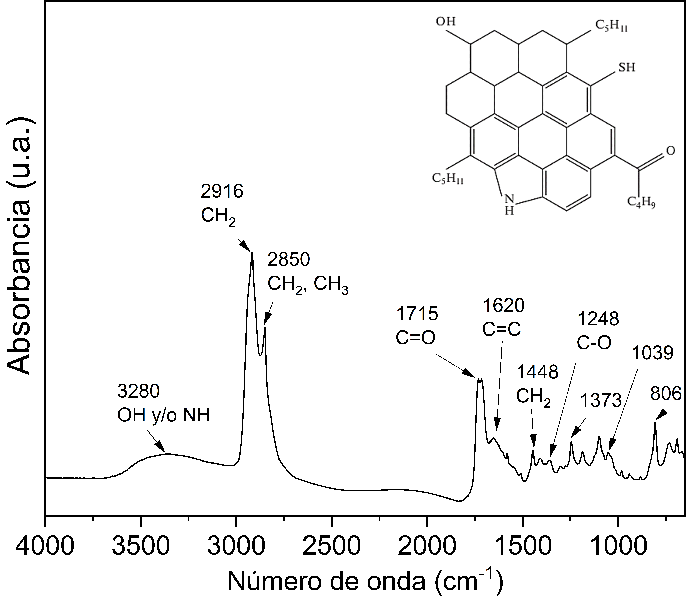 OH
C5H11
SH
O
C5H11
N
H
C4H9
Absorbancia (u.a.)
2916
CH2
2850
CH2, CH3
3280
OH y/o NH
1715
C=O
1620
C=C
1448
CH2
1248
C-O
1373
1039
806
4000 3500 3000 2500 2000 1500 1000
Número de onda (cm-1)